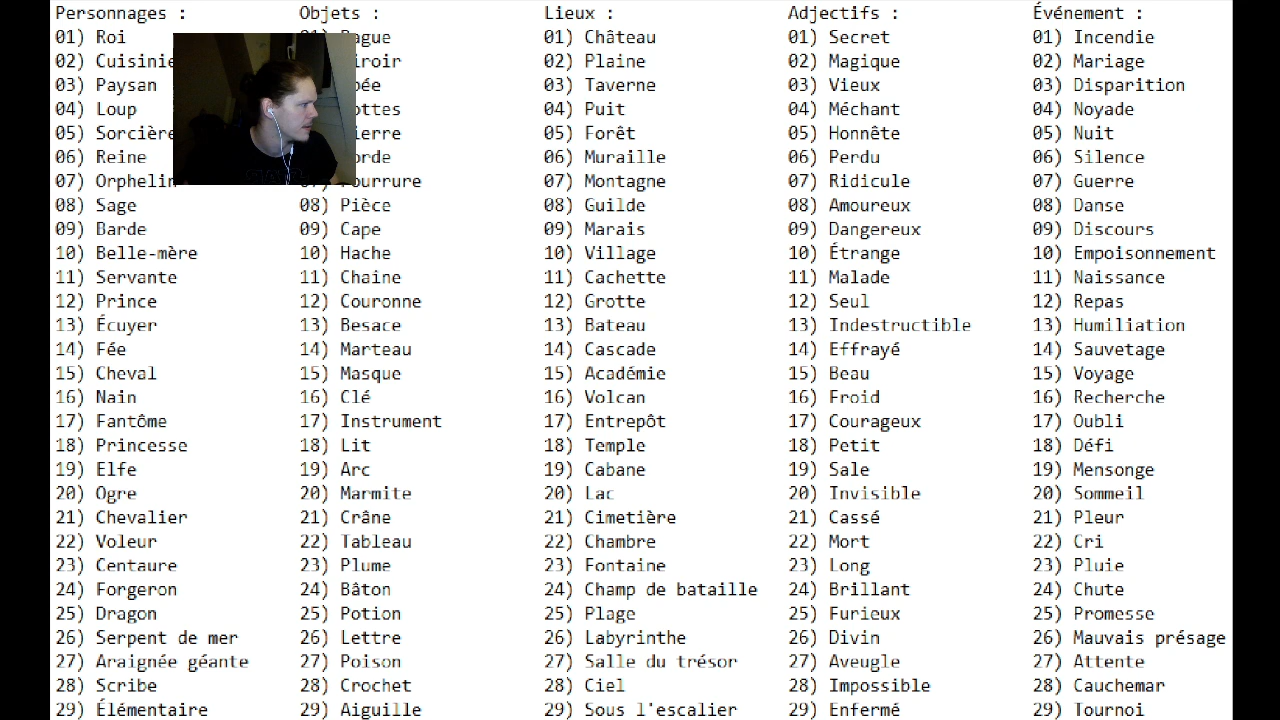 Personnages : Objets : Lieux : Adjectifs : Événement :
01) Roi 01) Bague 01) Château 01) Secret 01) Incendie
02) 02) Plaine 02) Magique 02) Mariage
03) Paysan 03) Taverne 03) Vieux 03) Disparition
04) Loup 04) Puit 04) Méchant 04) Noyade
05) Sorcière 05) Forêt 05) Honnête 05) Nuit
06) Reine 06) Muraille 06) Perdu 06) Silence
07) Orphelin 07) Fourrure 07) Montagne 07) Ridicule 07) Guerre
08) Sage 08) Pièce 08) Guilde 08) Amoureux 08) Danse
09) Barde 09) Cape 09) Marais 09) Dangereux 09) Discours
10) Belle-mère 10) Hache 10) Village 10) Étrange 10) Empoisonnement
11) Servante 11) Chaine 11) Cachette 11) Malade 11) Naissance
12) Prince 12) Couronne 12) Grotte 12) Seul 12) Repas
13) Écuyer 13) Besace 13) Bateau 13) Indestructible 13) Humiliation
14) Fée 14) Marteau 14) Cascade 14) Effrayé 14) Sauvetage
15) Cheval 15) Masque 15) Académie 15) Beau 15) Voyage
16) Nain 16) Clé 16) Volcan 16) Froid 16) Recherche
17) Fantôme 17) Instrument 17) Entrepôt 17) Courageux 17) Oubli
18) Princesse 18) Lit 18) Temple 18) Petit 18) Défi
19) Elfe 19) Arc 19) Cabane 19) Sale 19) Mensonge
20) Ogre 20) Marmite 20) Lac 20) Invisible 20) Sommeil
21) Chevalier 21) Crâne 21) Cimetière 21) Cassé 21) Pleur
22) Voleur 22) Tableau 22) Chambre 22) Mort 22) Cri
23) Centaure 23) Plume 23) Fontaine 23) Long 23) Pluie
24) Forgeron 24) Bâton 24) Champ de bataille 24) Brillant 24) Chute
25) Dragon 25) Potion 25) Plage 25) Furieux 25) Promesse
26) Serpent de mer 26) Lettre 26) Labyrinthe 26) Divin 26) Mauvais présage
27) Araignée géante 27) Poison 27) Salle du trésor 27) Aveugle 27) Attente
28) Scribe 28) Crochet 28) Ciel 28) Impossible 28) Cauchemar
29) Élémentaire 29) Aiguille 29) Sous l'escalier 29) Enfermé 29) Tournoi